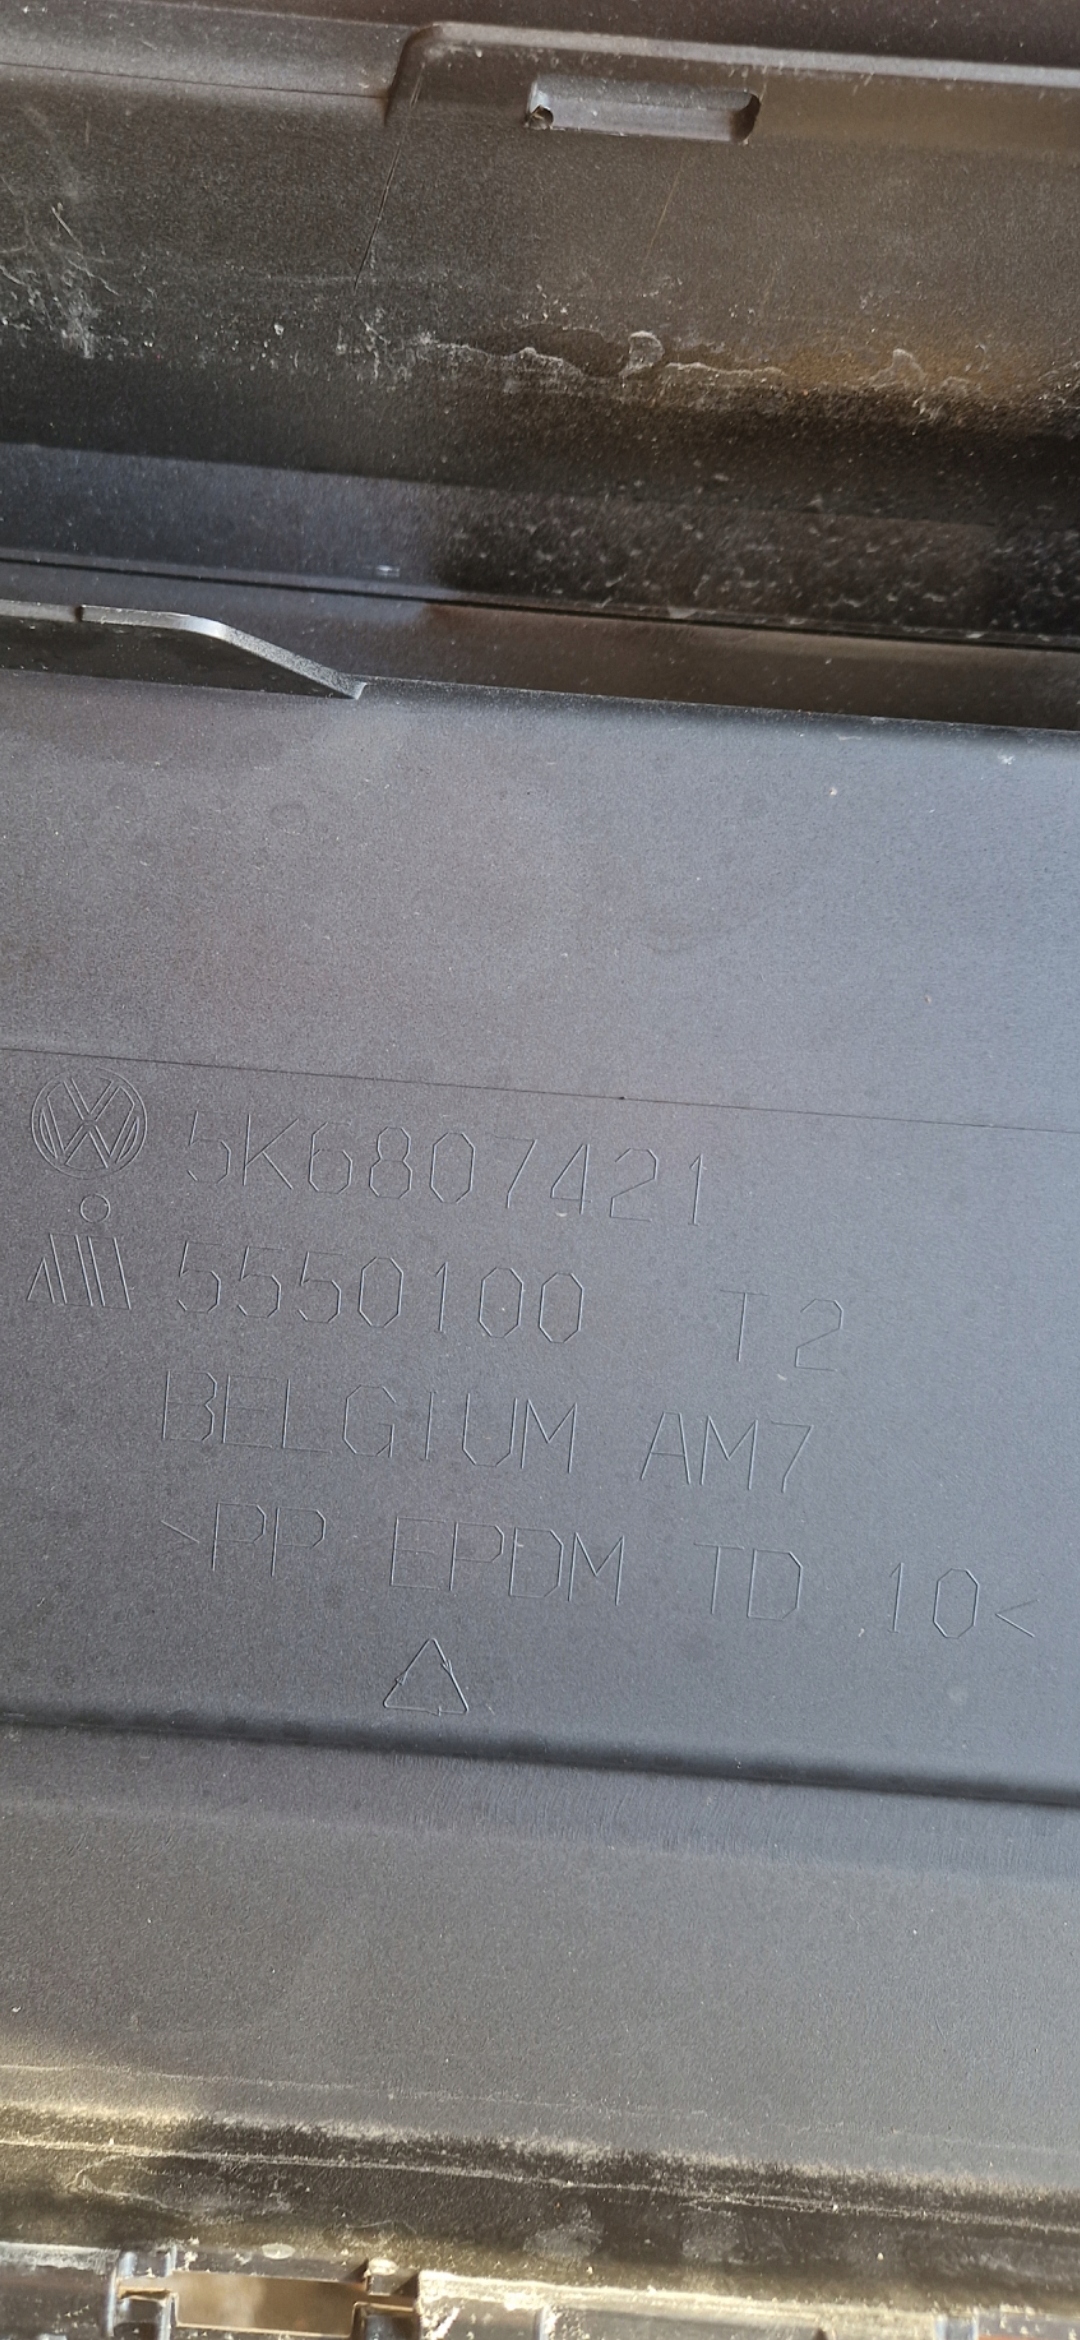 5K6807421
5550100 T2
BELGIUM AM7
>PP EPDM TD 10<